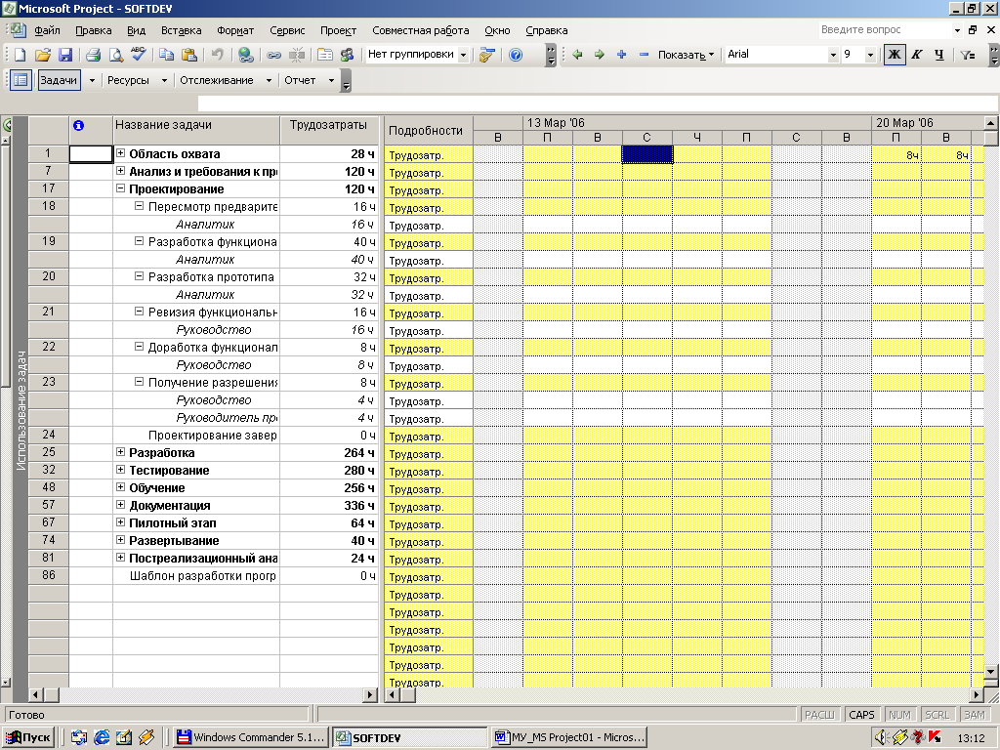 Microsoft Project - SOFTDEV
Файл Правка Вид Вставка Формат Сервис Проект Совместная работа Окно Справка Введите вопрос
Нет группировки Показать Arial 9 Ж К Ч
Задачи Ресурсы Отслеживание Отчет
Название задачи Трудозатраты Подробности 13 Мар '06 20 Мар '06
В П В С Ч П С В П В
1 Область охвата 28 ч Трудозатр. 8ч 8ч
7 Анализ и требования к пр 120 ч Трудозатр.
17 Проектирование 120 ч Трудозатр.
18 Пересмотр предварите 16 ч Трудозатр.
Аналитик 16 ч Трудозатр.
19 Разработка функциона 40 ч Трудозатр.
Аналитик 40 ч Трудозатр.
20 Разработка прототипа 32 ч Трудозатр.
Аналитик 32 ч Трудозатр.
21 Ревизия функциональн 16 ч Трудозатр.
Руководство 16 ч Трудозатр.
22 Доработка функционал 8 ч Трудозатр.
Руководство 8 ч Трудозатр.
23 Получение разрешения 8 ч Трудозатр.
Руководство 4 ч Трудозатр.
Руководитель пр 4 ч Трудозатр.
24 Проектирование завер 0 ч Трудозатр.
25 Разработка 264 ч Трудозатр.
32 Тестирование 280 ч Трудозатр.
48 Обучение 256 ч Трудозатр.
57 Документация 336 ч Трудозатр.
67 Пилотный этап 64 ч Трудозатр.
74 Развертывание 40 ч Трудозатр.
81 Постреализационный ана 24 ч Трудозатр.
86 Шаблон разработки прогр 0 ч Трудозатр.
Трудозатр.
Трудозатр.
Трудозатр.
Трудозатр.
Трудозатр.
Трудозатр.
Использование задач
Готово РАСШ CAPS NUM SCRL ЗАМ
Пуск Windows Commander 5.1... SOFTDEV МУ_MS Project01 - Micros... 13:12